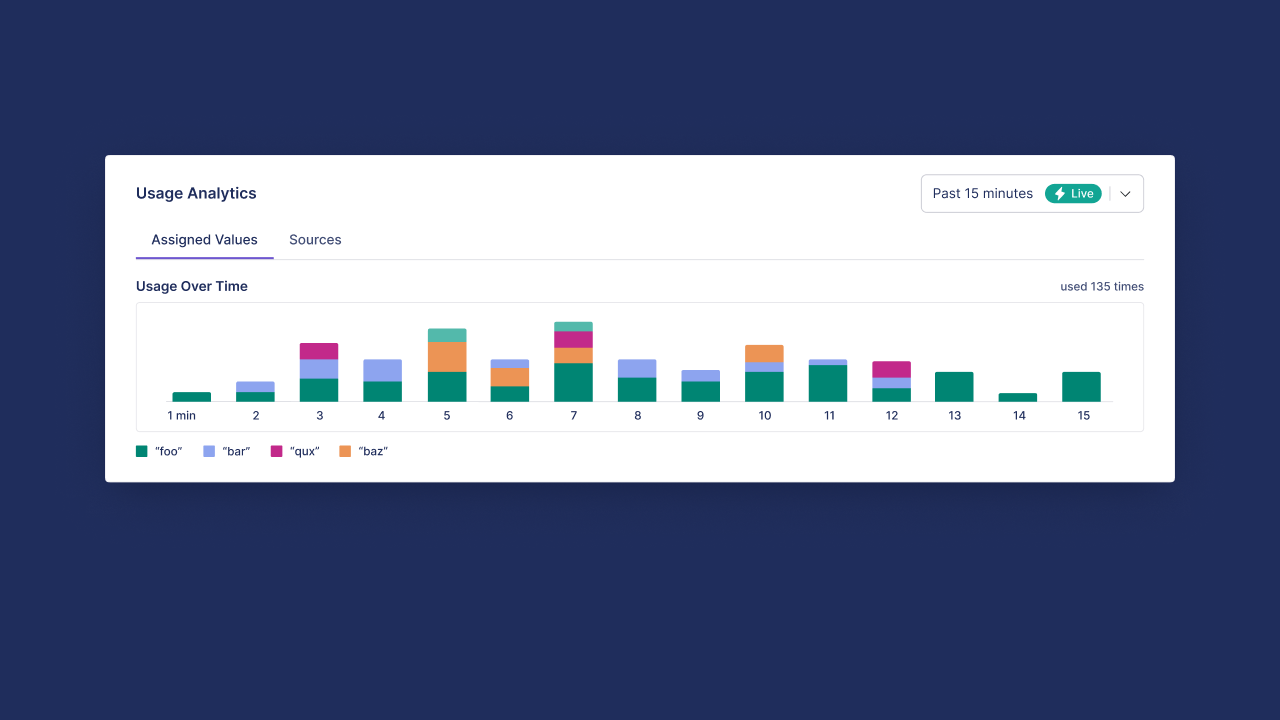 Usage Analytics
Past 15 minutes Live
Assigned Values Sources
Usage Over Time used 135 times
1 min 2 3 4 5 6 7 8 9 10 11 12 13 14 15
“foo” “bar” “qux” “baz”